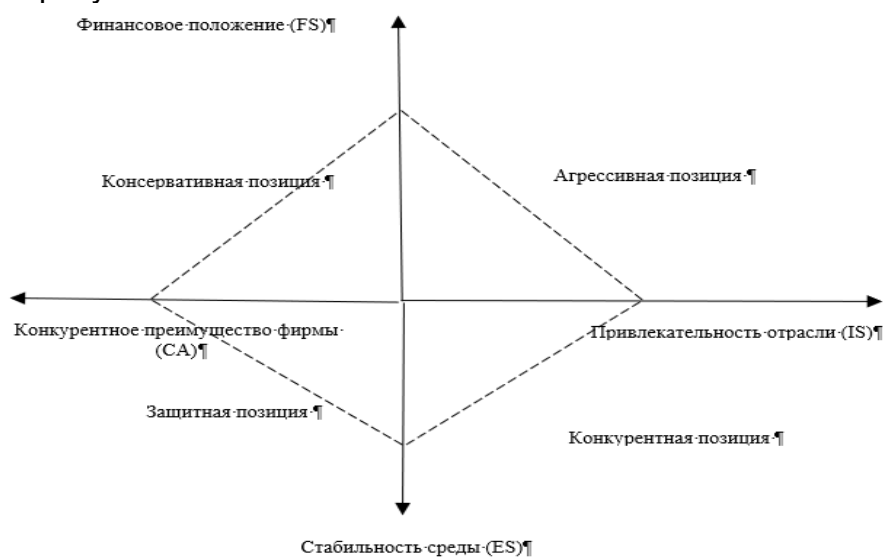 Финансовое·положение·(FS)¶
Консервативная·позиция·¶
Агрессивная·позиция·¶
Конкурентное·преимущество·фирмы·
(CA)¶
Привлекательность·отрасли·(IS)¶
Защитная·позиция·¶
Конкурентная·позиция·¶
Стабильность·среды·(ES)¶